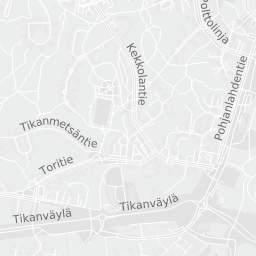 Polttolinja
Kekkolantie
Pohjanlahdentie
Tikanmetsäntie
Toritie
Tikanväylä
Tikanväylä